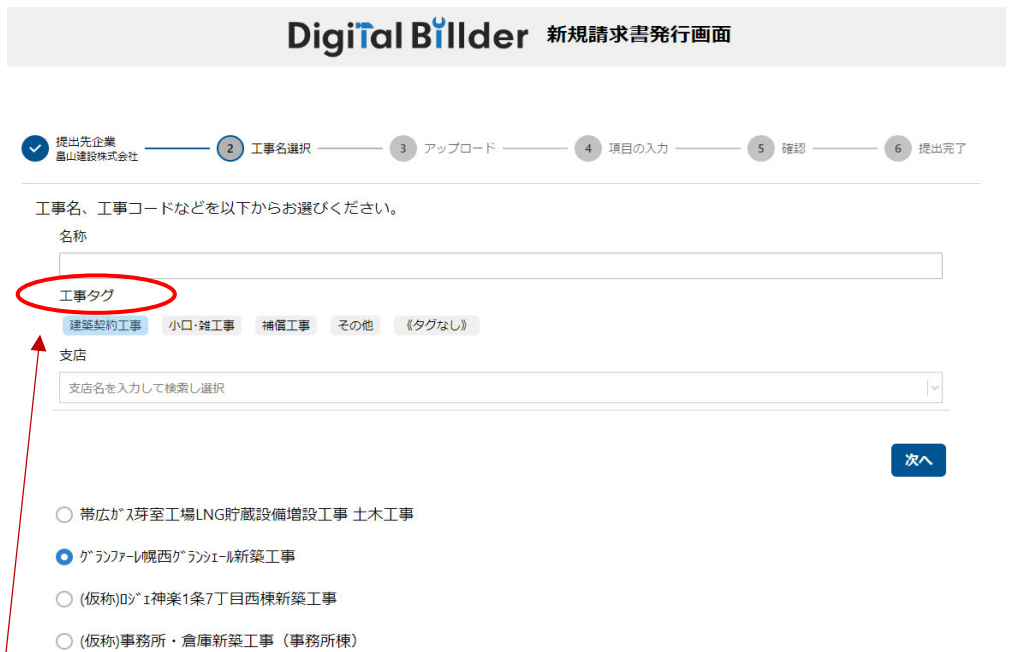 Digital Billder 新規請求書発行画面
提出先企業
畠山建設株式会社
2 工事名選択
3 アップロード
4 項目の入力
5 確認
6 提出完了
工事名、工事コードなどを以下からお選びください。
名称
工事タグ
建築契約工事 小口･雑工事 補償工事 その他 《タグなし》
支店
支店名を入力して検索し選択
次へ
帯広ｶﾞｽ芽室工場LNG貯蔵設備増設工事 土木工事
ｸﾞﾗﾝﾌｧｰﾚ幌西ｸﾞﾗﾝｼｪｰﾙ新築工事
(仮称)ﾛｼﾞｪ神楽1条7丁目西棟新築工事
(仮称)事務所・倉庫新築工事（事務所棟）